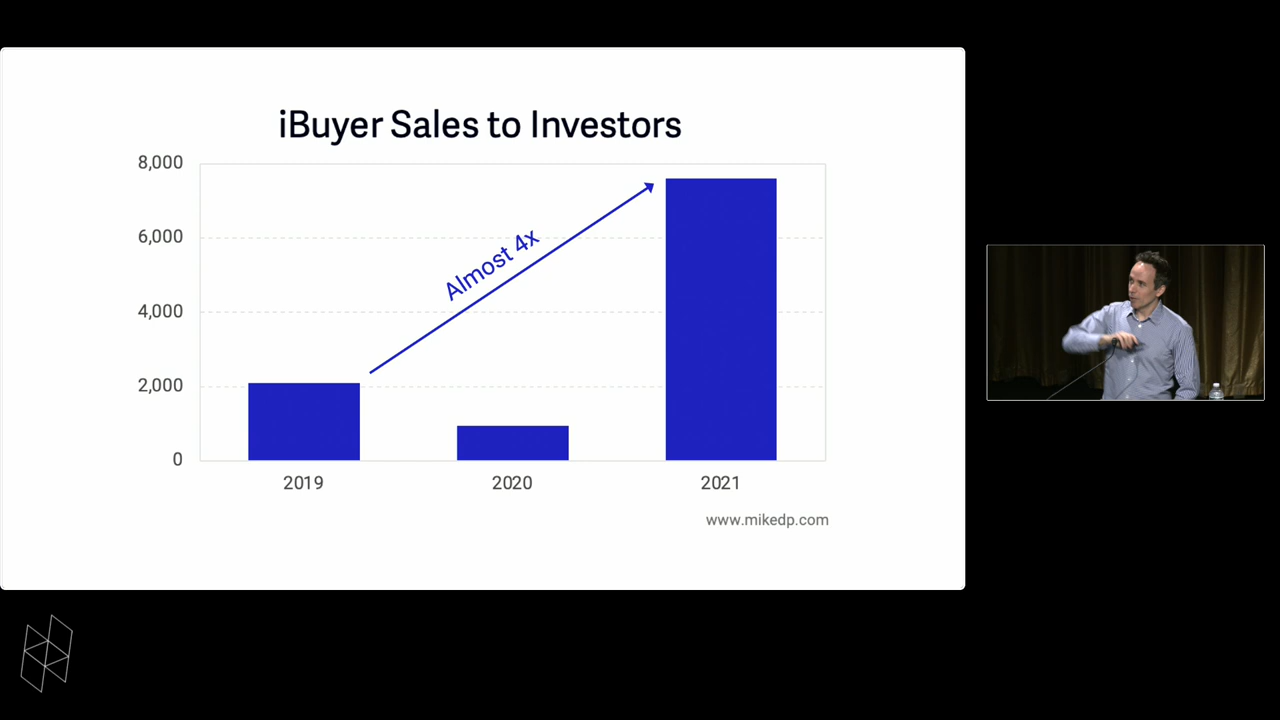 iBuyer Sales to Investors
8,000
6,000
4,000
2,000
0
Almost 4x
2019
2020
2021
www.mikedp.com